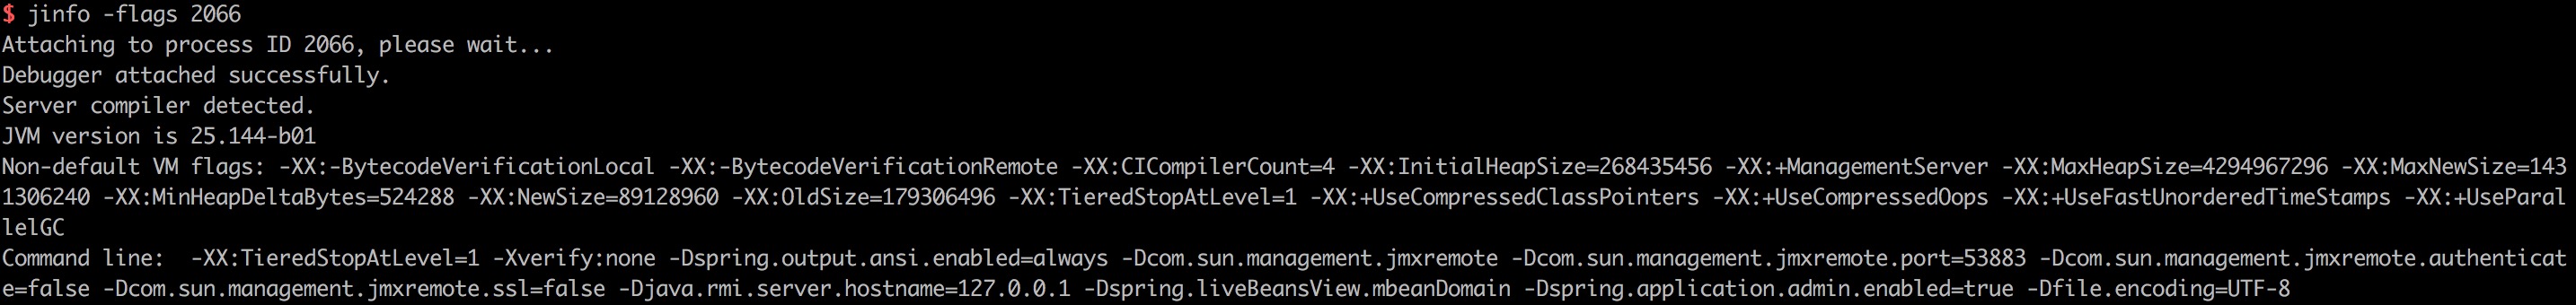 $ jinfo -flags 2066
Attaching to process ID 2066, please wait...
Debugger attached successfully.
Server compiler detected.
JVM version is 25.144-b01
Non-default VM flags: -XX:-BytecodeVerificationLocal -XX:-BytecodeVerificationRemote -XX:CICompilerCount=4 -XX:InitialHeapSize=268435456 -XX:+ManagementServer -XX:MaxHeapSize=4294967296 -XX:MaxNewSize=143
1306240 -XX:MinHeapDeltaBytes=524288 -XX:NewSize=89128960 -XX:OldSize=179306496 -XX:TieredStopAtLevel=1 -XX:+UseCompressedClassPointers -XX:+UseCompressedOops -XX:+UseFastUnorderedTimeStamps -XX:+UseParal
lelGC
Command line:  -XX:TieredStopAtLevel=1 -Xverify:none -Dspring.output.ansi.enabled=always -Dcom.sun.management.jmxremote -Dcom.sun.management.jmxremote.port=53883 -Dcom.sun.management.jmxremote.authenticat
e=false -Dcom.sun.management.jmxremote.ssl=false -Djava.rmi.server.hostname=127.0.0.1 -Dspring.liveBeansView.mbeanDomain -Dspring.application.admin.enabled=true -Dfile.encoding=UTF-8